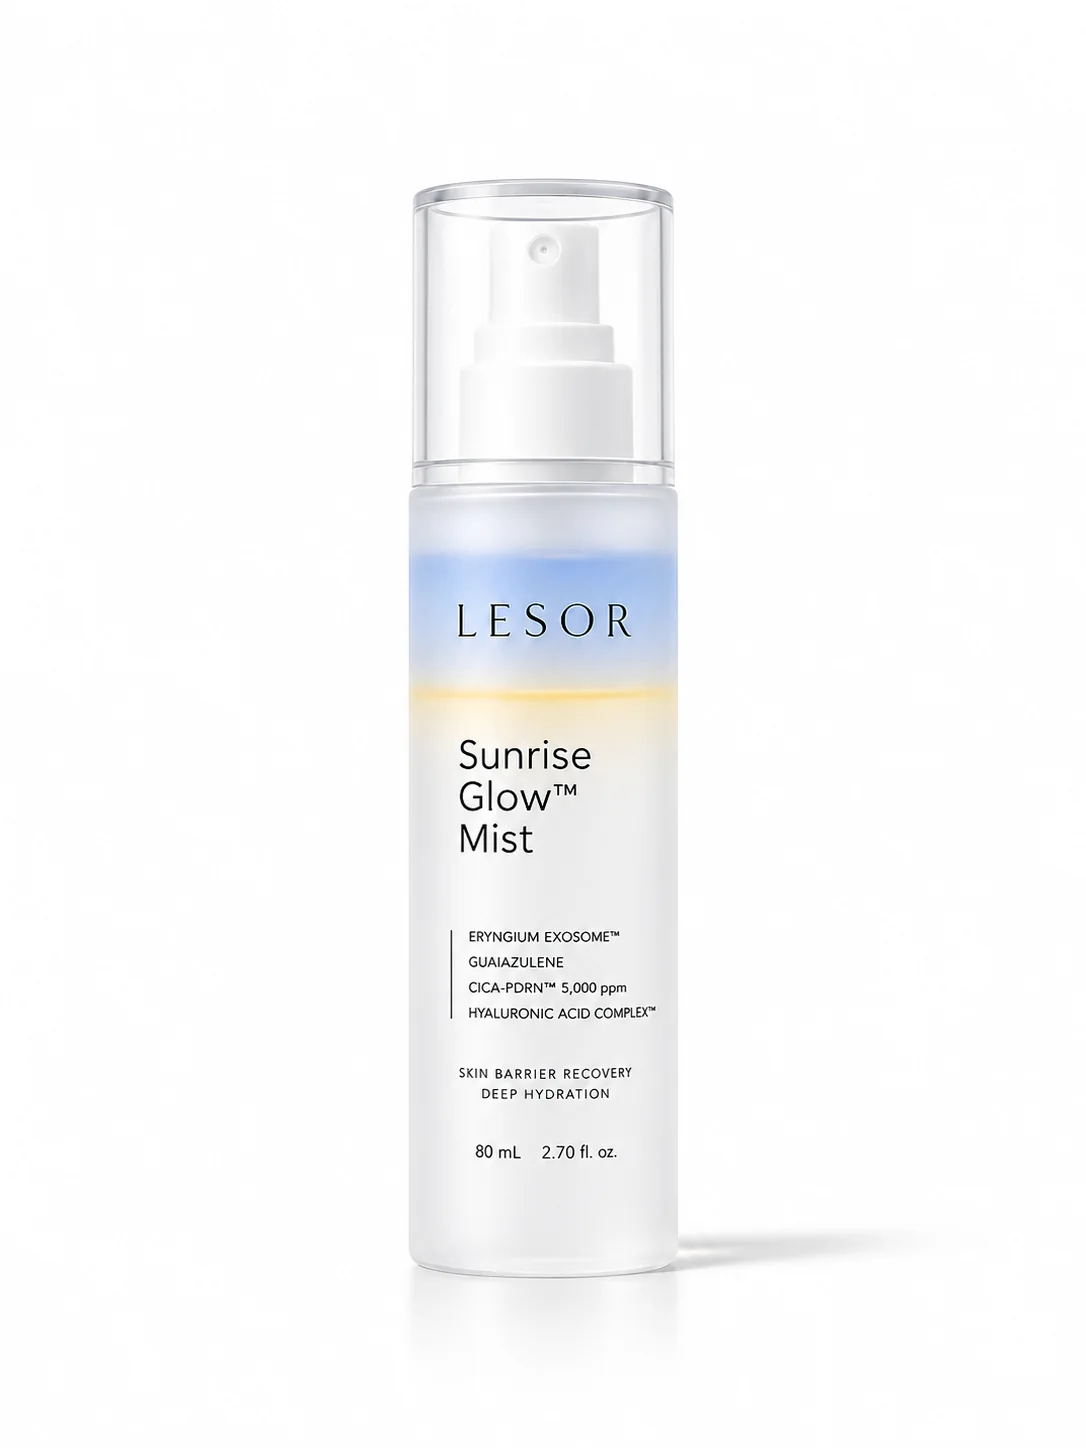 LESOR
Sunrise
Glow™
Mist
ERYNGIUM EXOSOME™
GUAIAZULENE
CICA-PDRN™ 5,000 ppm
HYALURONIC ACID COMPLEX™
SKIN BARRIER RECOVERY
DEEP HYDRATION
80 mL 2.70 fl. oz.